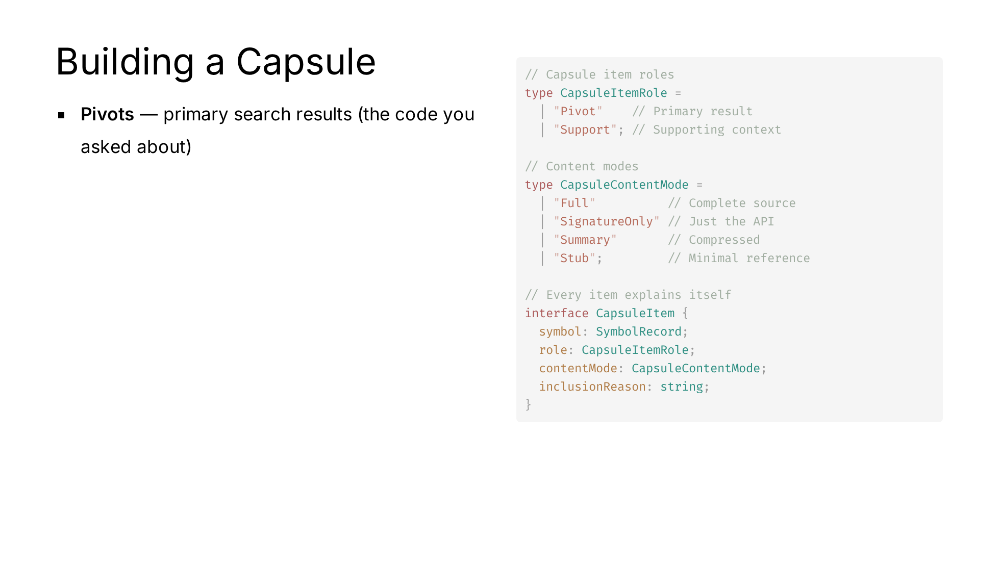 Building a Capsule
▪ Pivots — primary search results (the code you
asked about)
// Capsule item roles
type CapsuleItemRole =
  | "Pivot"    // Primary result
  | "Support"; // Supporting context

// Content modes
type CapsuleContentMode =
  | "Full"          // Complete source
  | "SignatureOnly" // Just the API
  | "Summary"       // Compressed
  | "Stub";         // Minimal reference

// Every item explains itself
interface CapsuleItem {
  symbol: SymbolRecord;
  role: CapsuleItemRole;
  contentMode: CapsuleContentMode;
  inclusionReason: string;
}